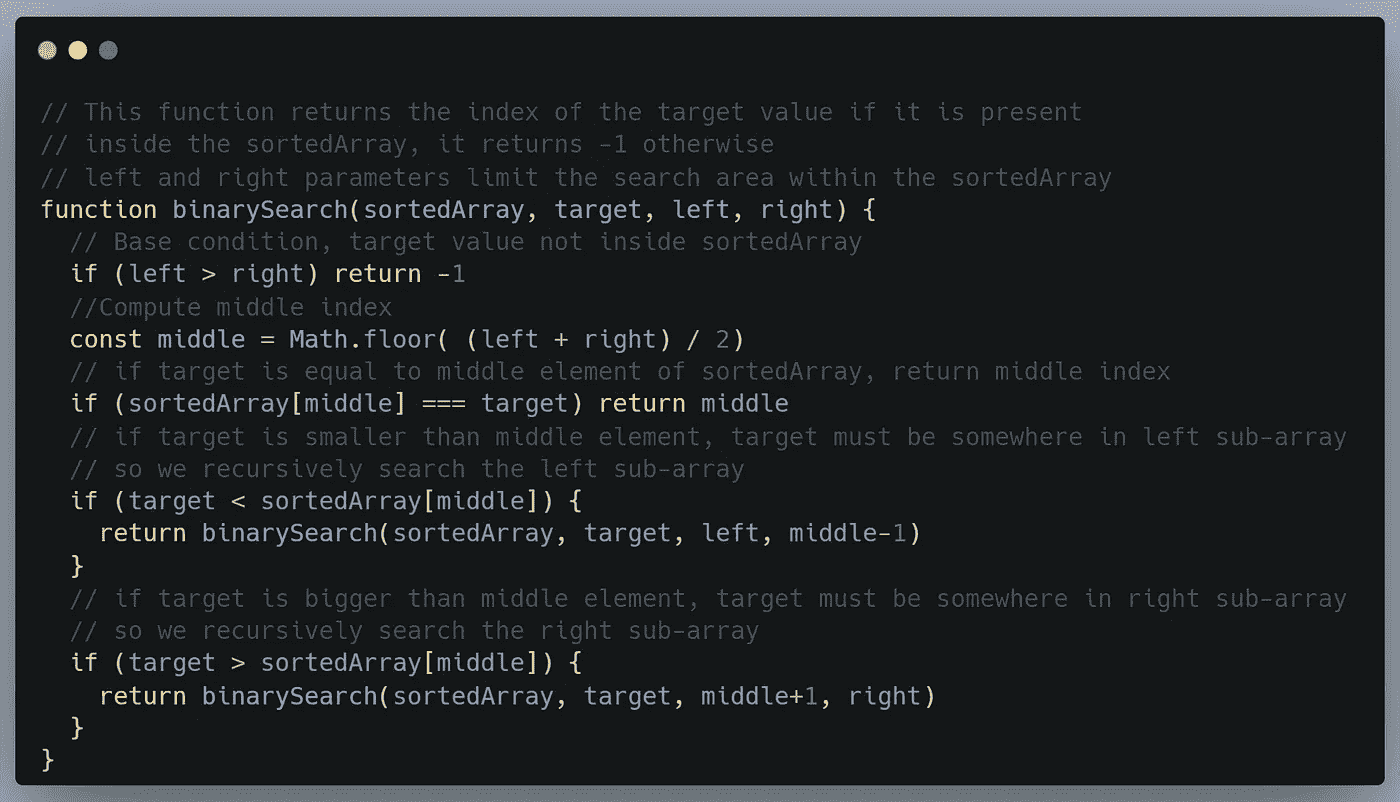 // This function returns the index of the target value if it is present
// inside the sortedArray, it returns -1 otherwise
// left and right parameters limit the search area within the sortedArray
function binarySearch(sortedArray, target, left, right) {
  // Base condition, target value not inside sortedArray
  if (left > right) return -1
  //Compute middle index
  const middle = Math.floor( (left + right) / 2)
  // if target is equal to middle element of sortedArray, return middle index
  if (sortedArray[middle] === target) return middle
  // if target is smaller than middle element, target must be somewhere in left sub-array
  // so we recursively search the left sub-array
  if (target < sortedArray[middle]) {
    return binarySearch(sortedArray, target, left, middle-1)
  }
  // if target is bigger than middle element, target must be somewhere in right sub-array
  // so we recursively search the right sub-array
  if (target > sortedArray[middle]) {
    return binarySearch(sortedArray, target, middle+1, right)
  }
}